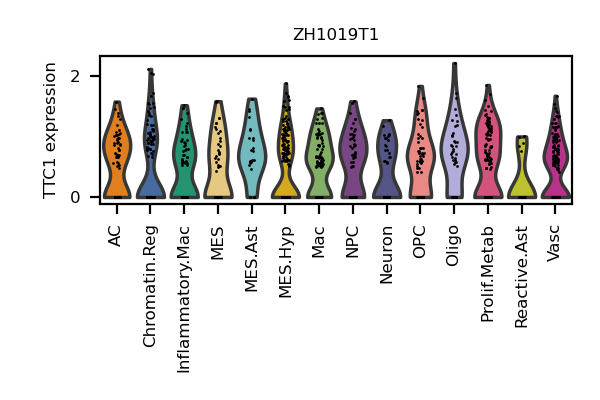 ZH1019T1
TTC1 expression
2
0
AC
Chromatin.Reg
Inflammatory.Mac
MES
MES.Ast
MES.Hyp
Mac
NPC
Neuron
OPC
Oligo
Prolif.Metab
Reactive.Ast
Vasc